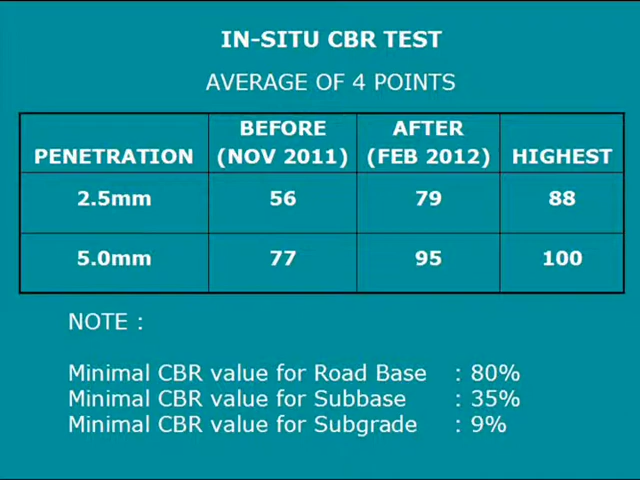 IN-SITU CBR TEST
AVERAGE OF 4 POINTS
PENETRATION BEFORE (NOV 2011) AFTER (FEB 2012) HIGHEST
2.5mm 56 79 88
5.0mm 77 95 100
NOTE :
Minimal CBR value for Road Base : 80%
Minimal CBR value for Subbase : 35%
Minimal CBR value for Subgrade : 9%